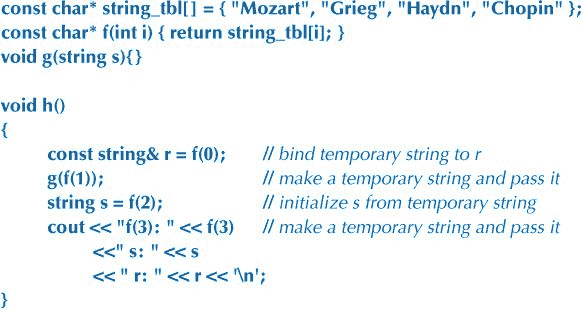 const char* string_tbl[] = { "Mozart", "Grieg", "Haydn", "Chopin" };
const char* f(int i) { return string_tbl[i]; }
void g(string s){}
void h()
{
const string& r = f(0); // bind temporary string to r
g(f(1)); // make a temporary string and pass it
string s = f(2); // initialize s from temporary string
cout << "f(3): " << f(3) // make a temporary string and pass it
<<" s: " << s
<< " r: " << r << '\n';
}